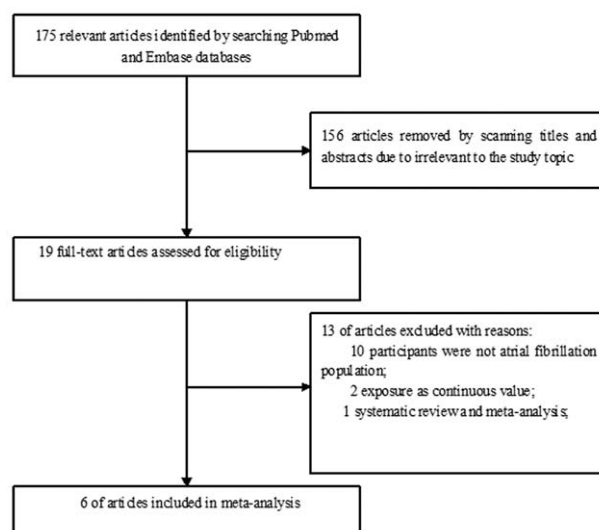 175 relevant articles identified by searching Pubmed
and Embase databases
156 articles removed by scanning titles and
abstracts due to irrelevant to the study topic
19 full-text articles assessed for eligibility
13 of articles excluded with reasons:
10 participants were not atrial fibrillation
population;
2 exposure as continuous value;
1 systematic review and meta-analysis;
6 of articles included in meta-analysis